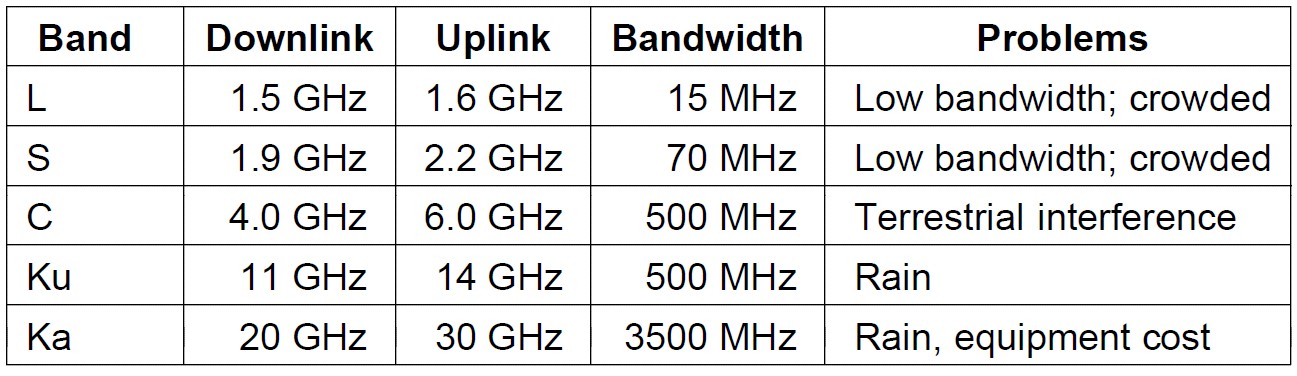 Band Downlink Uplink Bandwidth Problems
L 1.5 GHz 1.6 GHz 15 MHz Low bandwidth; crowded
S 1.9 GHz 2.2 GHz 70 MHz Low bandwidth; crowded
C 4.0 GHz 6.0 GHz 500 MHz Terrestrial interference
Ku 11 GHz 14 GHz 500 MHz Rain
Ka 20 GHz 30 GHz 3500 MHz Rain, equipment cost